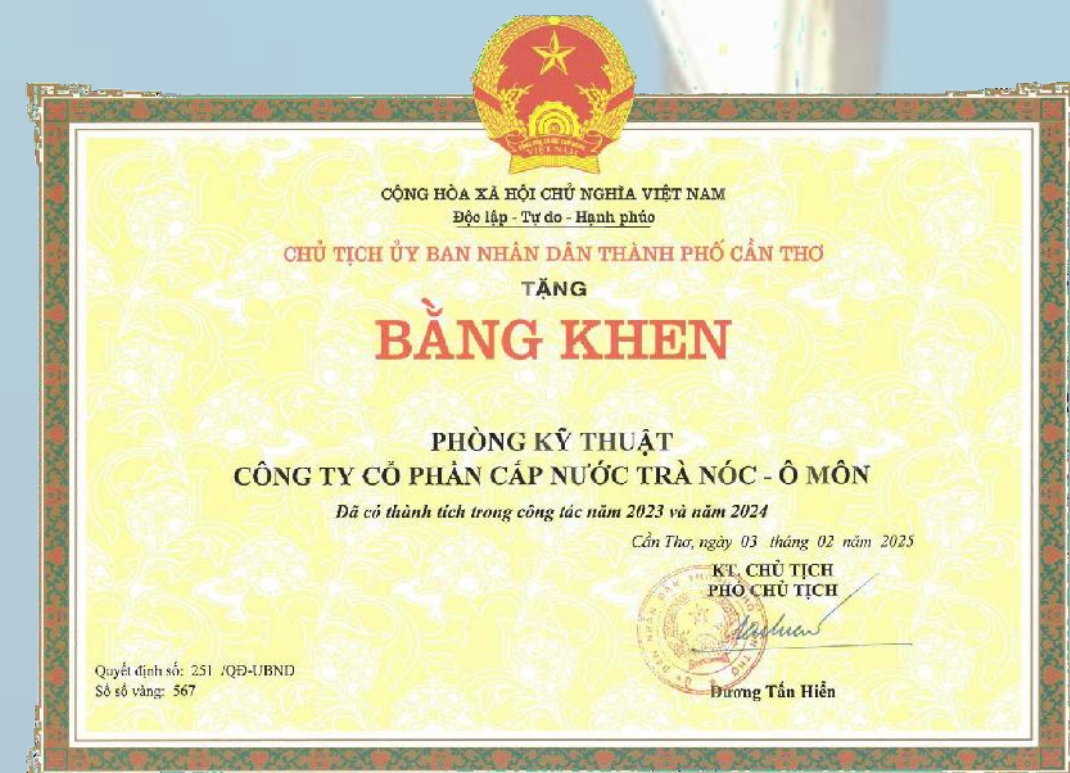 CỘNG HÒA XÃ HỘI CHỦ NGHĨA VIỆT NAM
Độc lập - Tự do - Hạnh phúc
CHỦ TỊCH ỦY BAN NHÂN DÂN THÀNH PHỐ CẦN THƠ
TẶNG
BẰNG KHEN
PHÒNG KỸ THUẬT
CÔNG TY CỔ PHẦN CẤP NƯỚC TRÀ NÓC - Ô MÔN
Đã có thành tích trong công tác năm 2023 và năm 2024
Cần Thơ, ngày 03 tháng 02 năm 2025
KT. CHỦ TỊCH
PHÓ CHỦ TỊCH
Quyết định số: 251 /QĐ-UBND
Số sổ vàng: 567
Dương Tấn Hiển